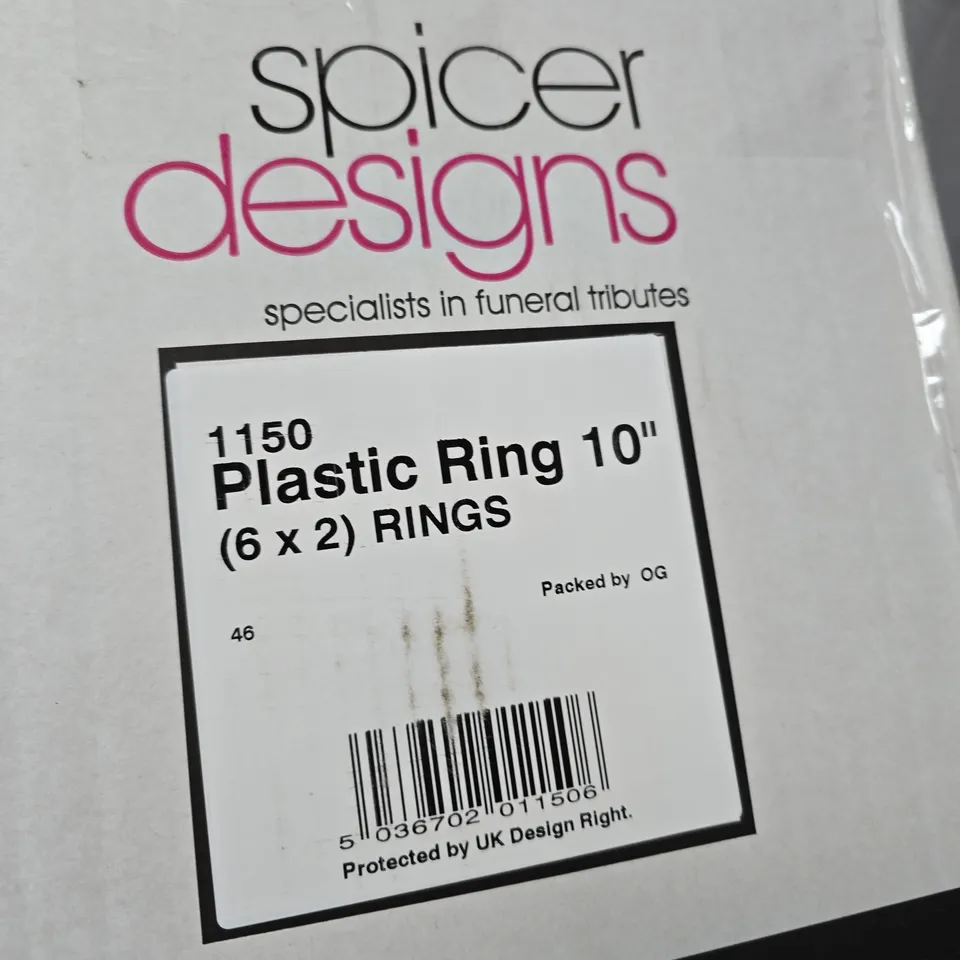 spicer
designs
specialists in funeral tributes
1150
Plastic Ring 10"
(6 x 2) RINGS
Packed by OG
46
5 036702 011506
Protected by UK Design Right.